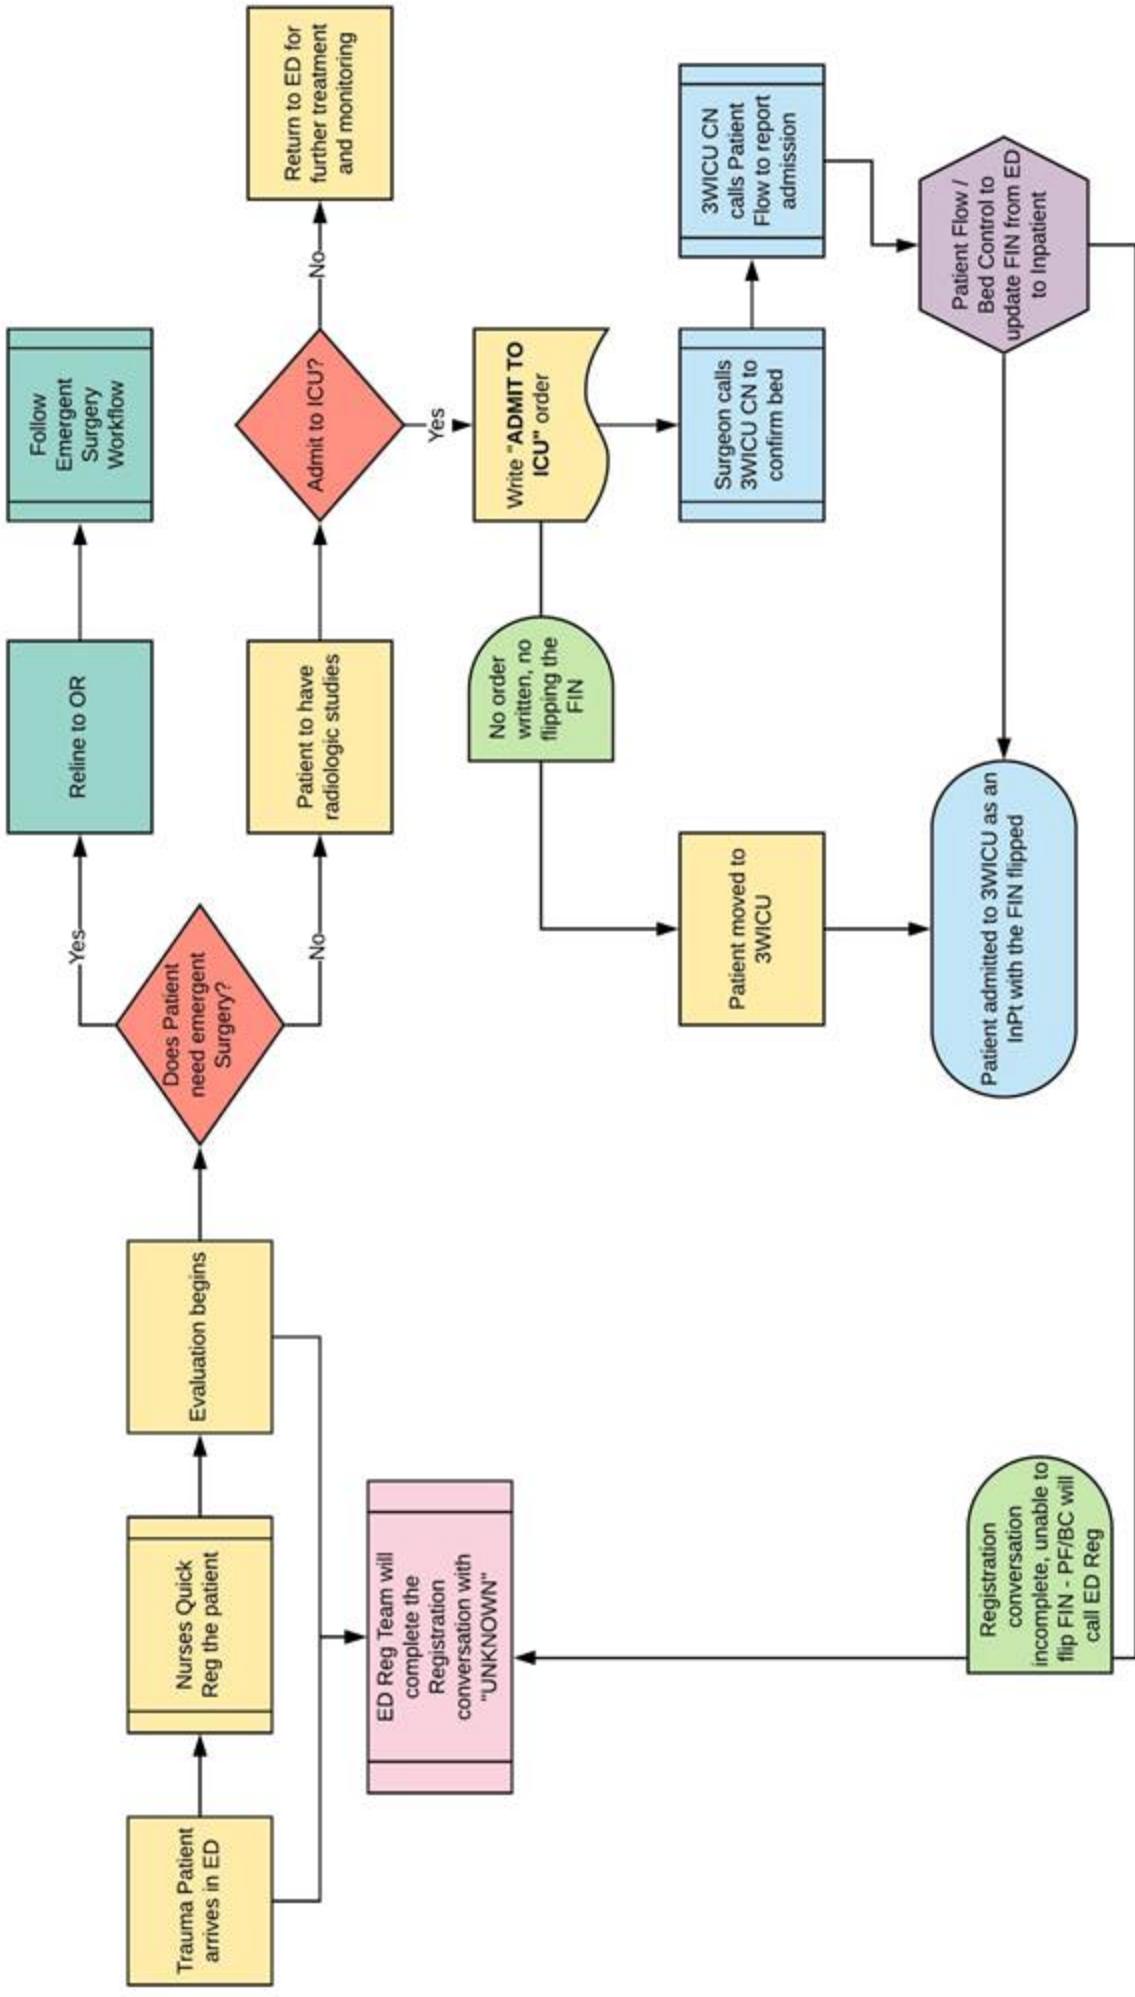 Trauma Patient
arrives in ED
Nurses Quick
Reg the patient
Evaluation begins
Does Patient
need emergent
Surgery?
Yes
No
Reline to OR
Follow
Emergent
Surgery
Workflow
Patient to have
radiologic studies
Admit to ICU?
No
Return to ED for
further treatment
and monitoring
Yes
ED Reg Team will
complete the
Registration
conversation with
"UNKNOWN"
No order
written, no
flipping the
FIN
Write "ADMIT TO
ICU" order
Patient moved to
3WICU
Surgeon calls
3WICU CN to
confirm bed
3WICU CN
calls Patient
Flow to report
admission
Patient admitted to 3WICU as an
InPt with the FIN flipped
Patient Flow /
Bed Control to
update FIN from ED
to Inpatient
Registration
conversation
incomplete, unable to
flip FIN - PF/BC will
call ED Reg